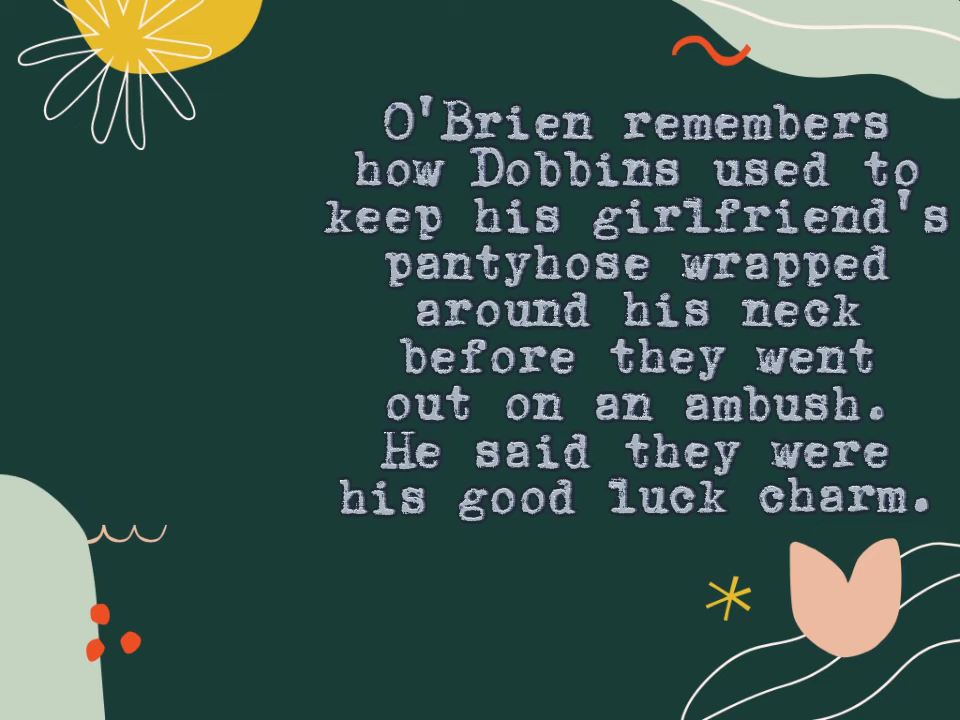 O'Brien remembers
how Dobbins used to
keep his girlfriend's
pantyhose wrapped
around his neck
before they went
out on an ambush.
He said they were
his good luck charm.